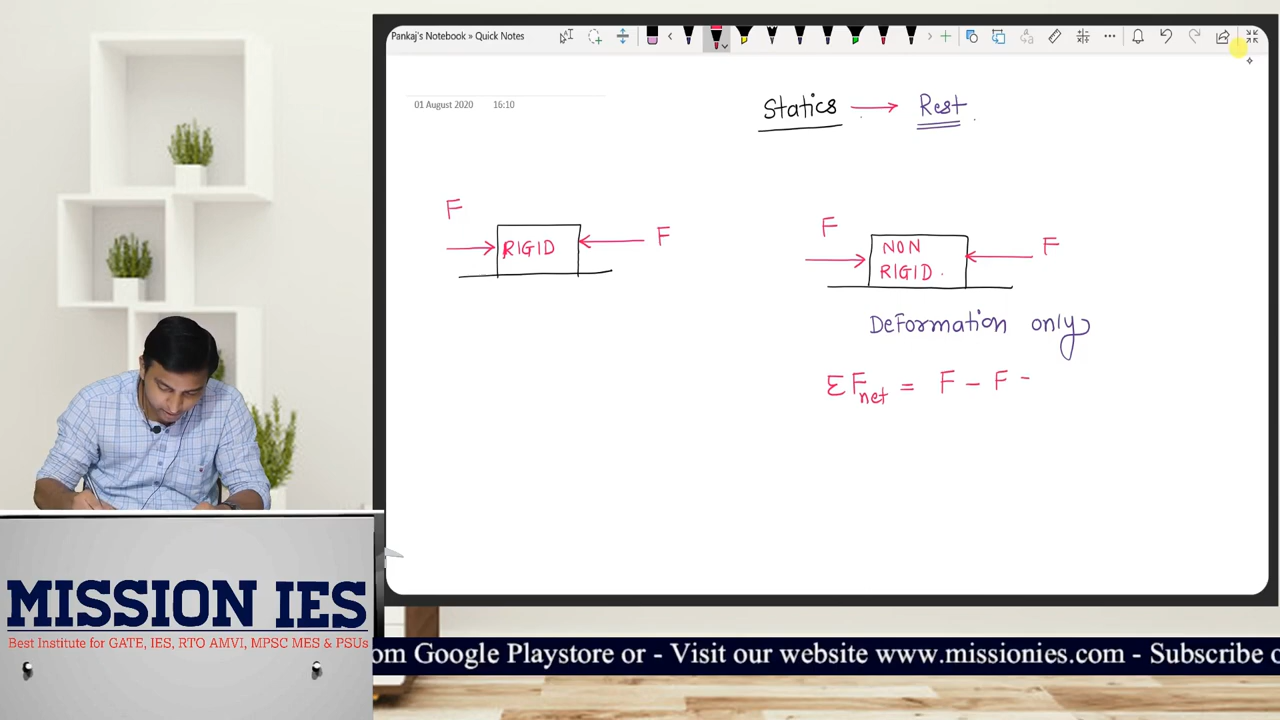 Pankaj's Notebook » Quick Notes
01 August 2020 16:10
Statics → Rest
F
RIGID
F
F
NON
RIGID.
F
Deformation only
ΣFnet = F - F -
MISSION IES
Best Institute for GATE, IES, RTO AMVI, MPSC MES & PSUs
om Google Playstore or - Visit our website www.missionies.com - Subscribe o